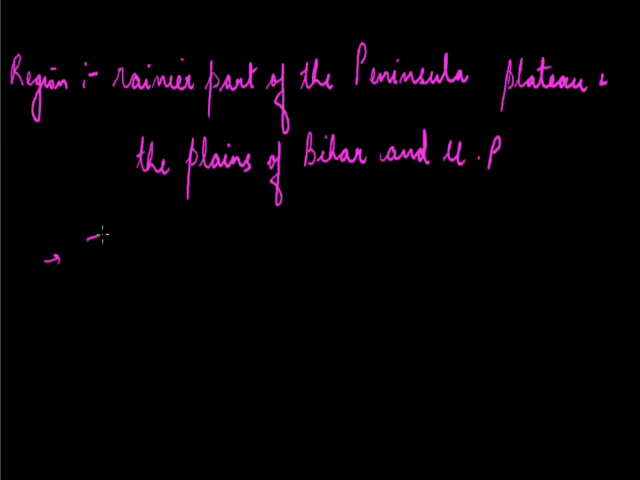 Region :- rainier part of the Peninsula plateau &
the plains of Bihar and U.P
→